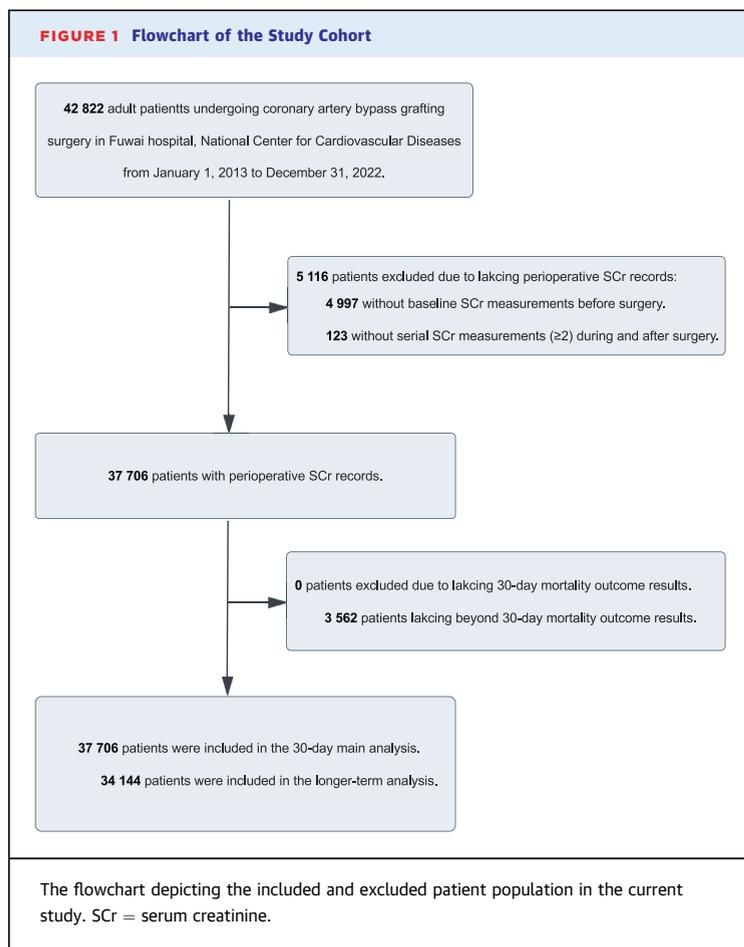 FIGURE 1 Flowchart of the Study Cohort
42 822 adult patientts undergoing coronary artery bypass grafting
surgery in Fuwai hospital, National Center for Cardiovascular Diseases
from January 1, 2013 to December 31, 2022.
5 116 patients excluded due to lakcing perioperative SCr records:
4 997 without baseline SCr measurements before surgery.
123 without serial SCr measurements (≥2) during and after surgery.
37 706 patients with perioperative SCr records.
0 patients excluded due to lakcing 30-day mortality outcome results.
3 562 patients lakcing beyond 30-day mortality outcome results.
37 706 patients were included in the 30-day main analysis.
34 144 patients were included in the longer-term analysis.
The flowchart depicting the included and excluded patient population in the current
study. SCr = serum creatinine.